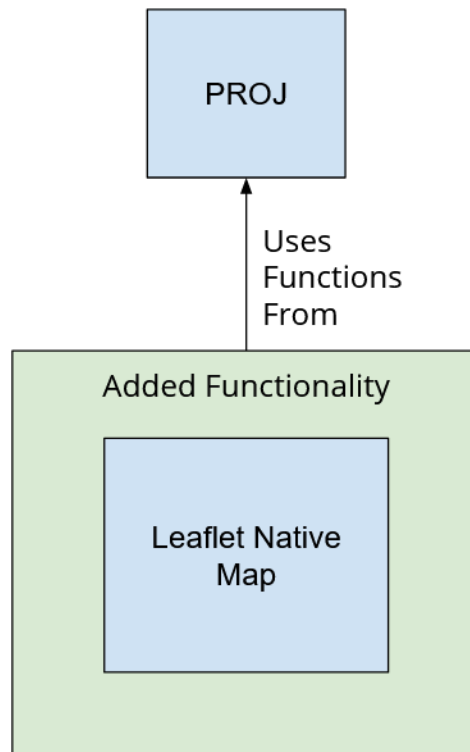 PROJ
Uses
Functions
From
Added Functionality
Leaflet Native
Map